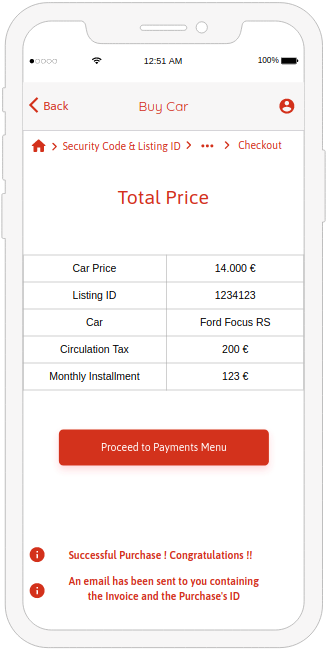 12:51 AM
100%
Back
Buy Car
Security Code & Listing ID
Checkout
Total Price
Car Price 14.000 €
Listing ID 1234123
Car Ford Focus RS
Circulation Tax 200 €
Monthly Installment 123 €
Proceed to Payments Menu
Successful Purchase ! Congratulations !!
An email has been sent to you containing
the Invoice and the Purchase's ID